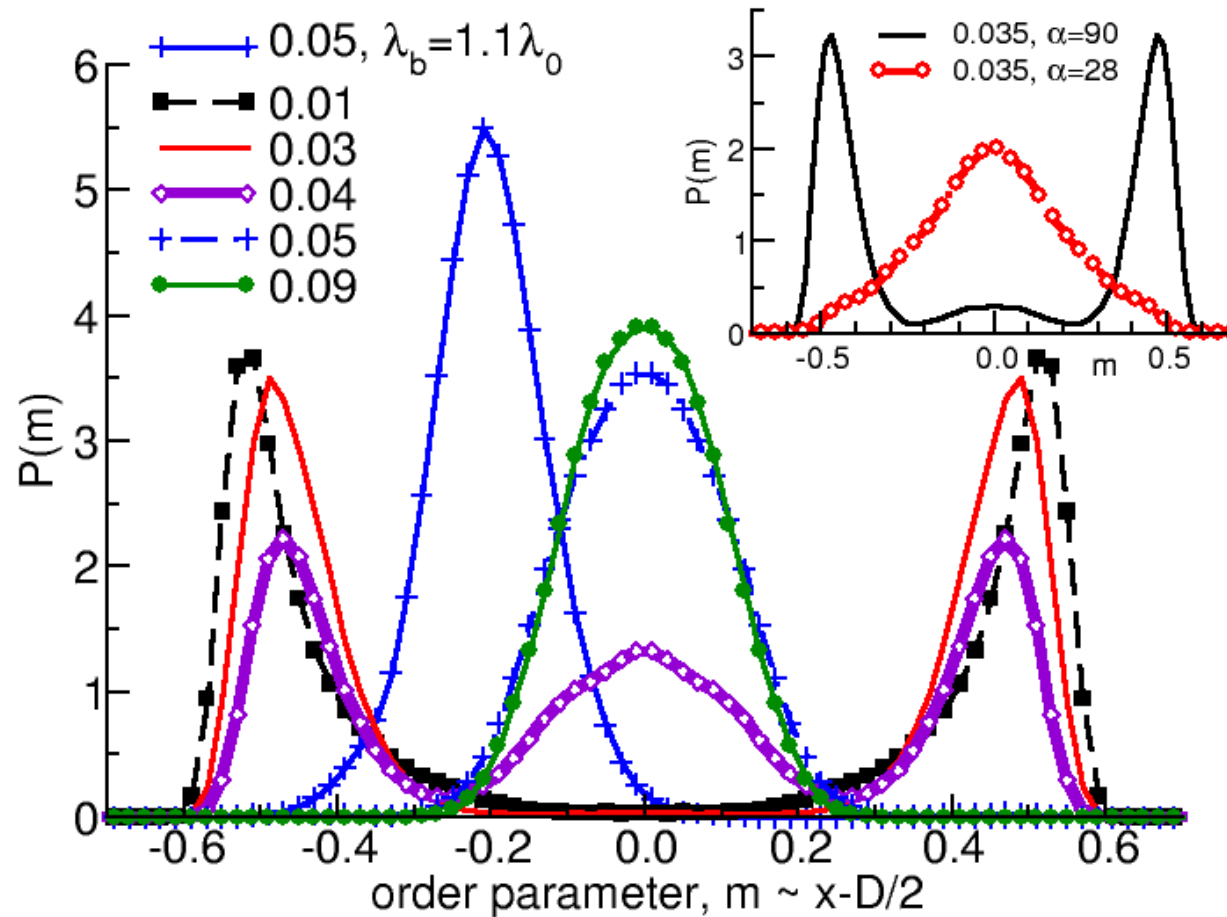 0.05, λ_b=1.1λ_0
0.01
0.03
0.04
0.05
0.09
P(m)
6
5
4
3
2
1
0
-0.6 -0.4 -0.2 0.0 0.2 0.4 0.6
order parameter, m ~ x-D/2
0.035, α=90
0.035, α=28
P(m)
3
2
1
0
-0.5 0.0 m 0.5